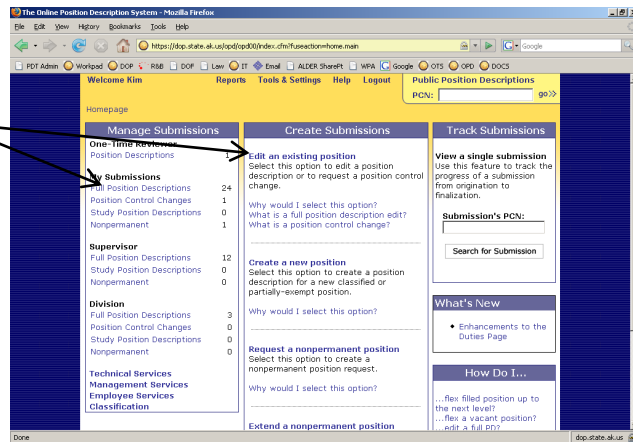 The Online Position Description System - Mozilla Firefox
File Edit View History Bookmarks Tools Help
https://dop.state.ak.us/opd/opd00/index.cfm?fuseaction=home.main
Google
PDT Admin Workpad DOP R&B DOF Law IT Email ALDER SharePt WPA Google OTS OPD DOCS
Welcome Kim Reports Tools & Settings Help Logout
Public Position Descriptions
PCN: go
Homepage
Manage Submissions
One-Time Reviewer
Position Descriptions 1
My Submissions
Full Position Descriptions 24
Position Control Changes 1
Study Position Descriptions 0
Nonpermanent 1
Supervisor
Full Position Descriptions 12
Study Position Descriptions 0
Nonpermanent 0
Division
Full Position Descriptions 3
Position Control Changes 0
Study Position Descriptions 0
Nonpermanent 0
Technical Services
Management Services
Employee Services
Classification
Create Submissions
Edit an existing position
Select this option to edit a position
description or to request a position control
change.
Why would I select this option?
What is a full position description edit?
What is a position control change?
Create a new position
Select this option to create a position
description for a new classified or
partially-exempt position.
Why would I select this option?
Request a nonpermanent position
Select this option to create a
nonpermanent position request.
Why would I select this option?
Extend a nonpermanent position
Track Submissions
View a single submission
Use this feature to track the
progress of a submission
from origination to
finalization.
Submission's PCN:
Search for Submission
What's New
Enhancements to the
Duties Page
How Do I...
...flex filled position up to
the next level?
...flex a vacant position?
...edit a full PD?
Done
dop.state.ak.us